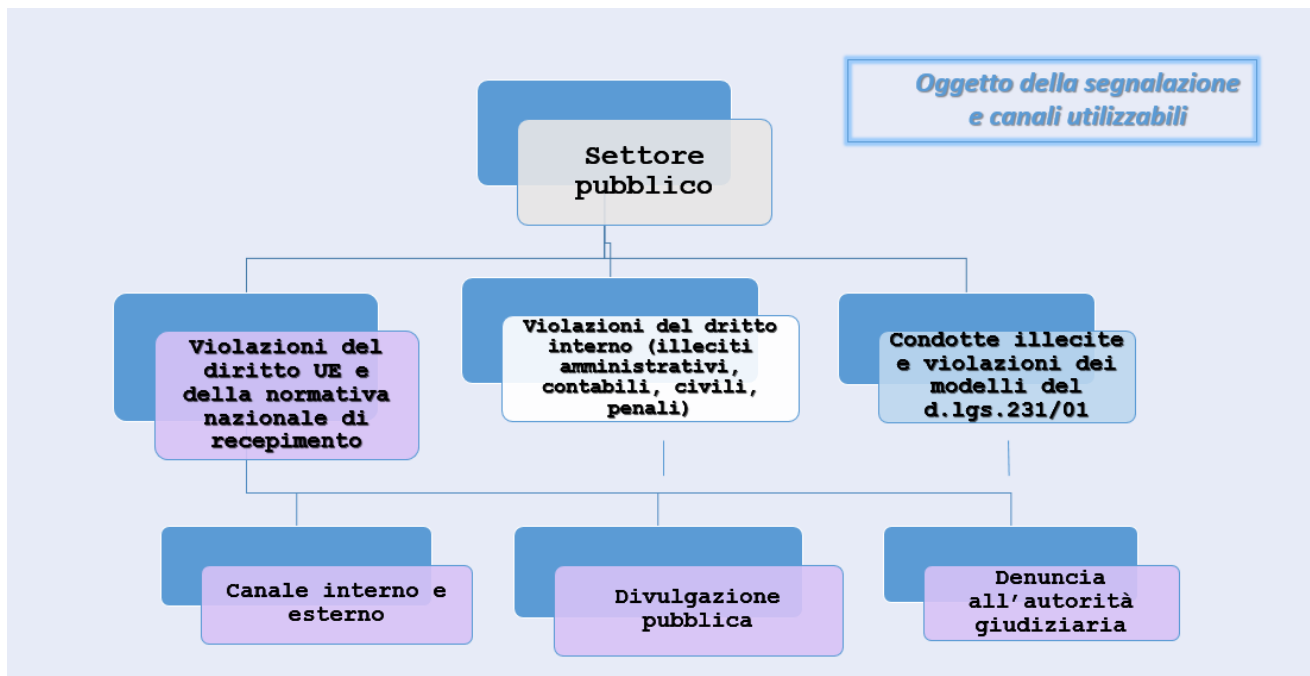 Oggetto della segnalazione
e canali utilizzabili
Settore
pubblico
Violazioni del
diritto UE e
della normativa
nazionale di
recepimento
Violazioni del dritto
interno (illeciti
amministrativi,
contabili, civili,
penali)
Condotte illecite
e violazioni dei
modelli del
d.lgs.231/01
Canale interno e
esterno
Divulgazione
pubblica
Denuncia
all’autorità
giudiziaria